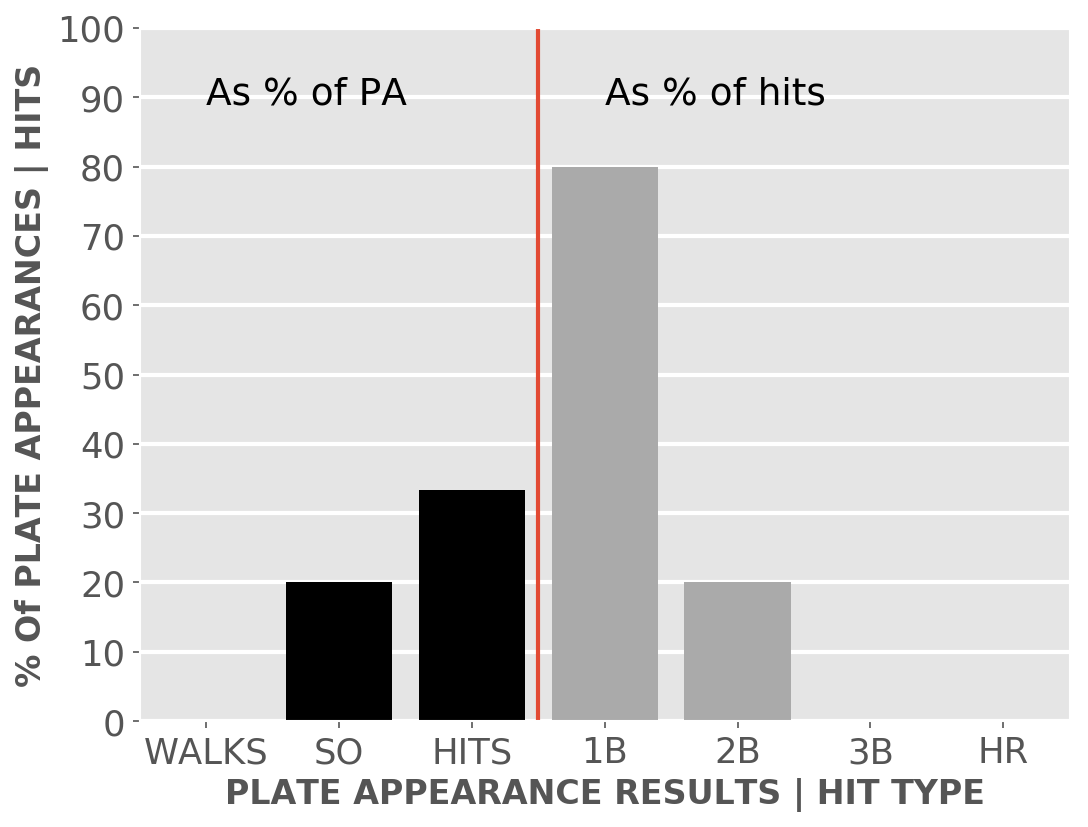 % Of PLATE APPEARANCES | HITS
100
90
80
70
60
50
40
30
20
10
0
As % of PA
As % of hits
WALKS SO HITS 1B 2B 3B HR
PLATE APPEARANCE RESULTS | HIT TYPE